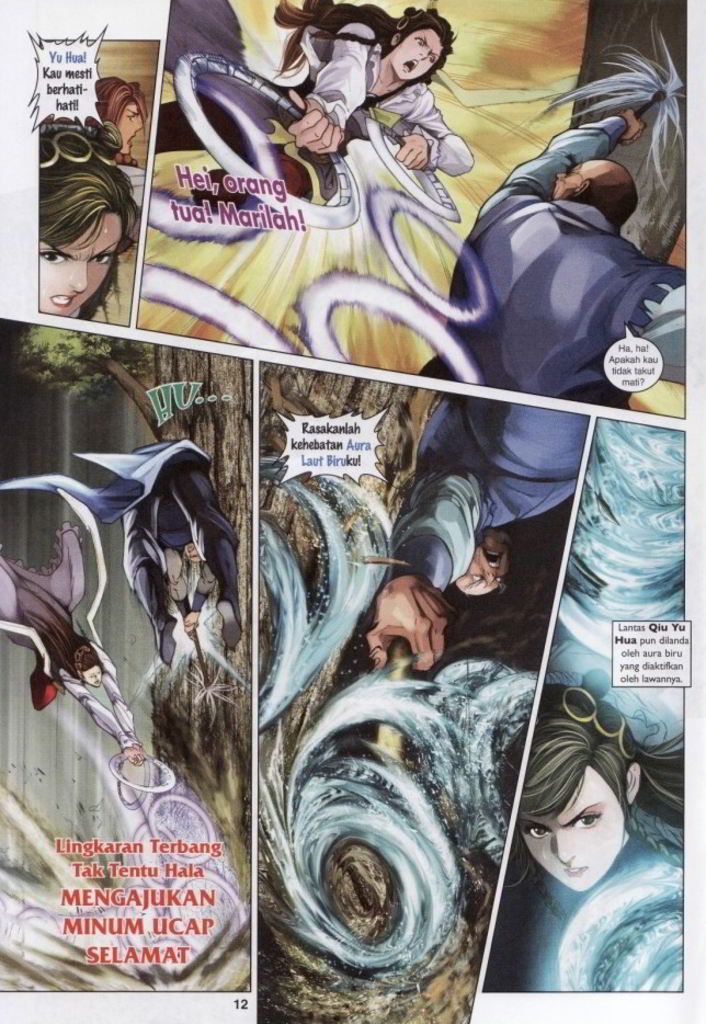 Yu Hua!
Kau mesti
berhati-
hati!
Hei, orang
tua! Marilah!
Ha, ha!
Apakah kau
tidak takut
mati?
HU...
Lingkaran Terbang
Tak Tentu Hala
MENGAJUKAN
MINUM UCAP
SELAMAT
Rasakanlah
kehebatan Aura
Laut Biruku!
Lantas Qiu Yu
Hua pun dilanda
oleh aura biru
yang diaktifkan
oleh lawannya.
12